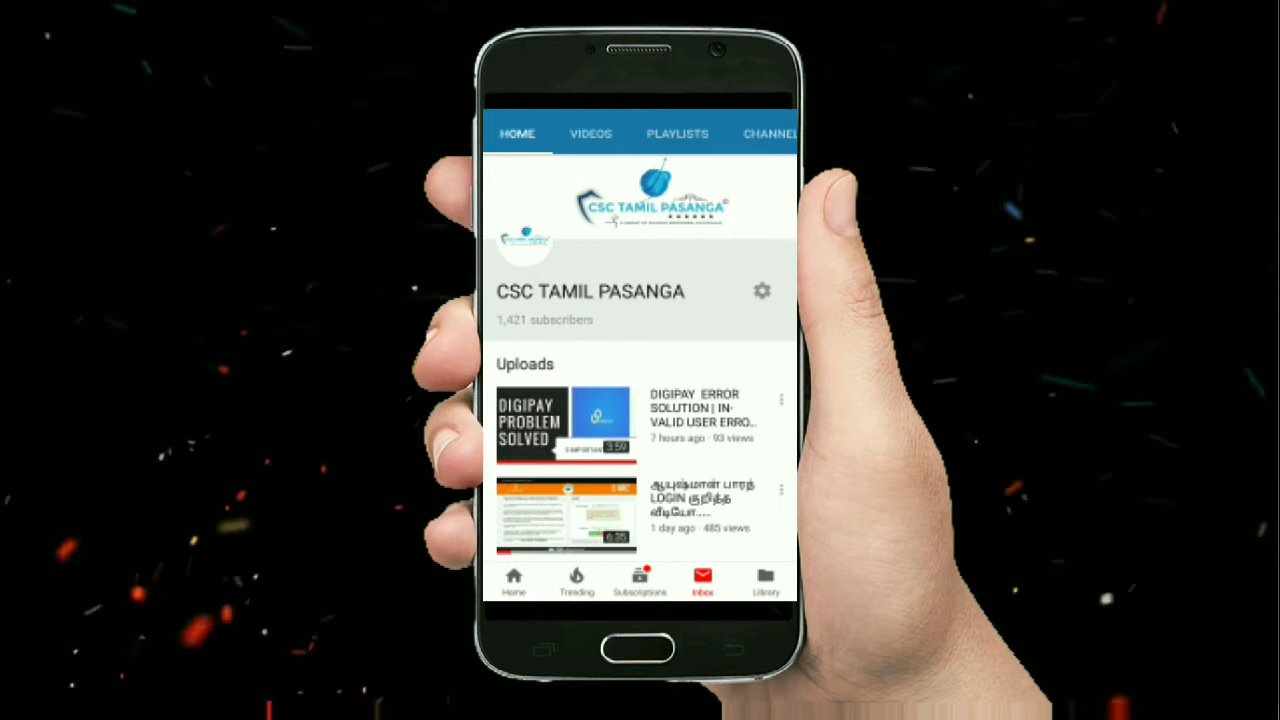 HOME VIDEOS PLAYLISTS CHANNEL
CSC TAMIL PASANGA
CSC TAMIL PASANGA
1,421 subscribers
Uploads
DIGIPAY PROBLEM SOLVED
3:59
DIGIPAY ERROR
SOLUTION | IN-
VALID USER ERRO...
7 hours ago · 93 views
6:35
ஆயுஷ்மான் பாரத்
LOGIN குறித்த
வீடியோ....
1 day ago · 485 views
Home Trending Subscriptions Inbox Library